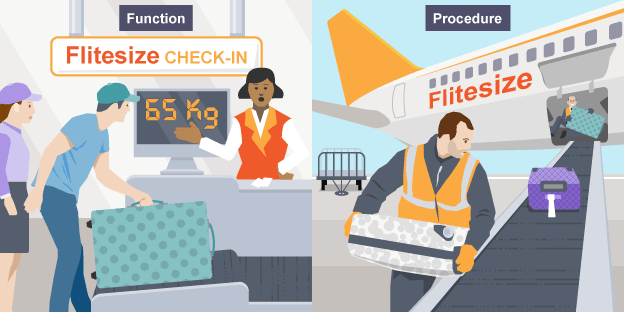 Function
Flitesize CHECK-IN
65 Kg
Procedure
Flitesize